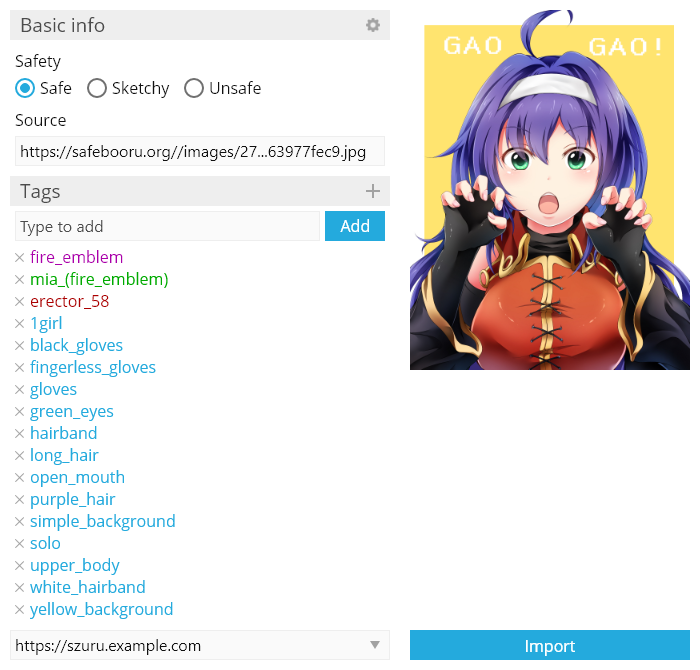 Basic info
Safety
Safe Sketchy Unsafe
Source
https://safebooru.org//images/27...63977fec9.jpg
Tags
Type to add Add
fire_emblem
mia_(fire_emblem)
erector_58
1girl
black_gloves
fingerless_gloves
gloves
green_eyes
hairband
long_hair
open_mouth
purple_hair
simple_background
solo
upper_body
white_hairband
yellow_background
https://szuru.example.com
GAO GAO!
Import